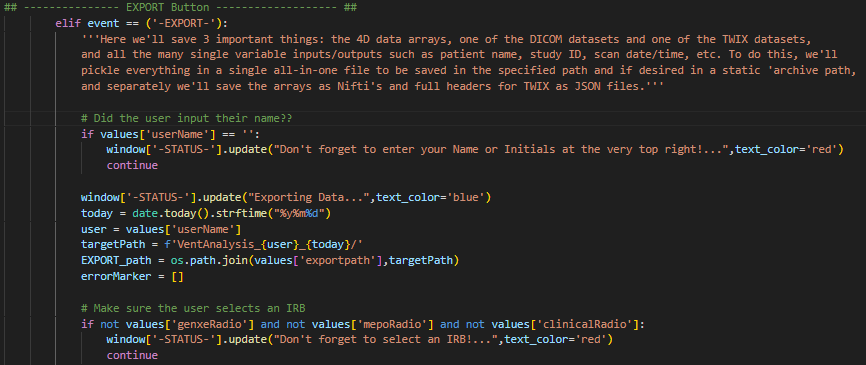 ## --------------- EXPORT Button ------------------- ##
elif event == ('-EXPORT-'):
'''Here we'll save 3 important things: the 4D data arrays, one of the DICOM datasets and one of the TWIX datasets,
and all the many single variable inputs/outputs such as patient name, study ID, scan date/time, etc. To do this, we'll
pickle everything in a single all-in-one file to be saved in the specified path and if desired in a static 'archive path,
and separately we'll save the arrays as Nifti's and full headers for TWIX as JSON files.'''
# Did the user input their name??
if values['userName'] == '':
window['-STATUS-'].update("Don't forget to enter your Name or Initials at the very top right!...",text_color='red')
continue
window['-STATUS-'].update("Exporting Data...",text_color='blue')
today = date.today().strftime("%y%m%d")
user = values['userName']
targetPath = f'VentAnalysis_{user}_{today}/'
EXPORT_path = os.path.join(values['exportpath'],targetPath)
errorMarker = []
# Make sure the user selects an IRB
if not values['genxeRadio'] and not values['mepoRadio'] and not values['clinicalRadio']:
window['-STATUS-'].update("Don't forget to select an IRB!...",text_color='red')
continue